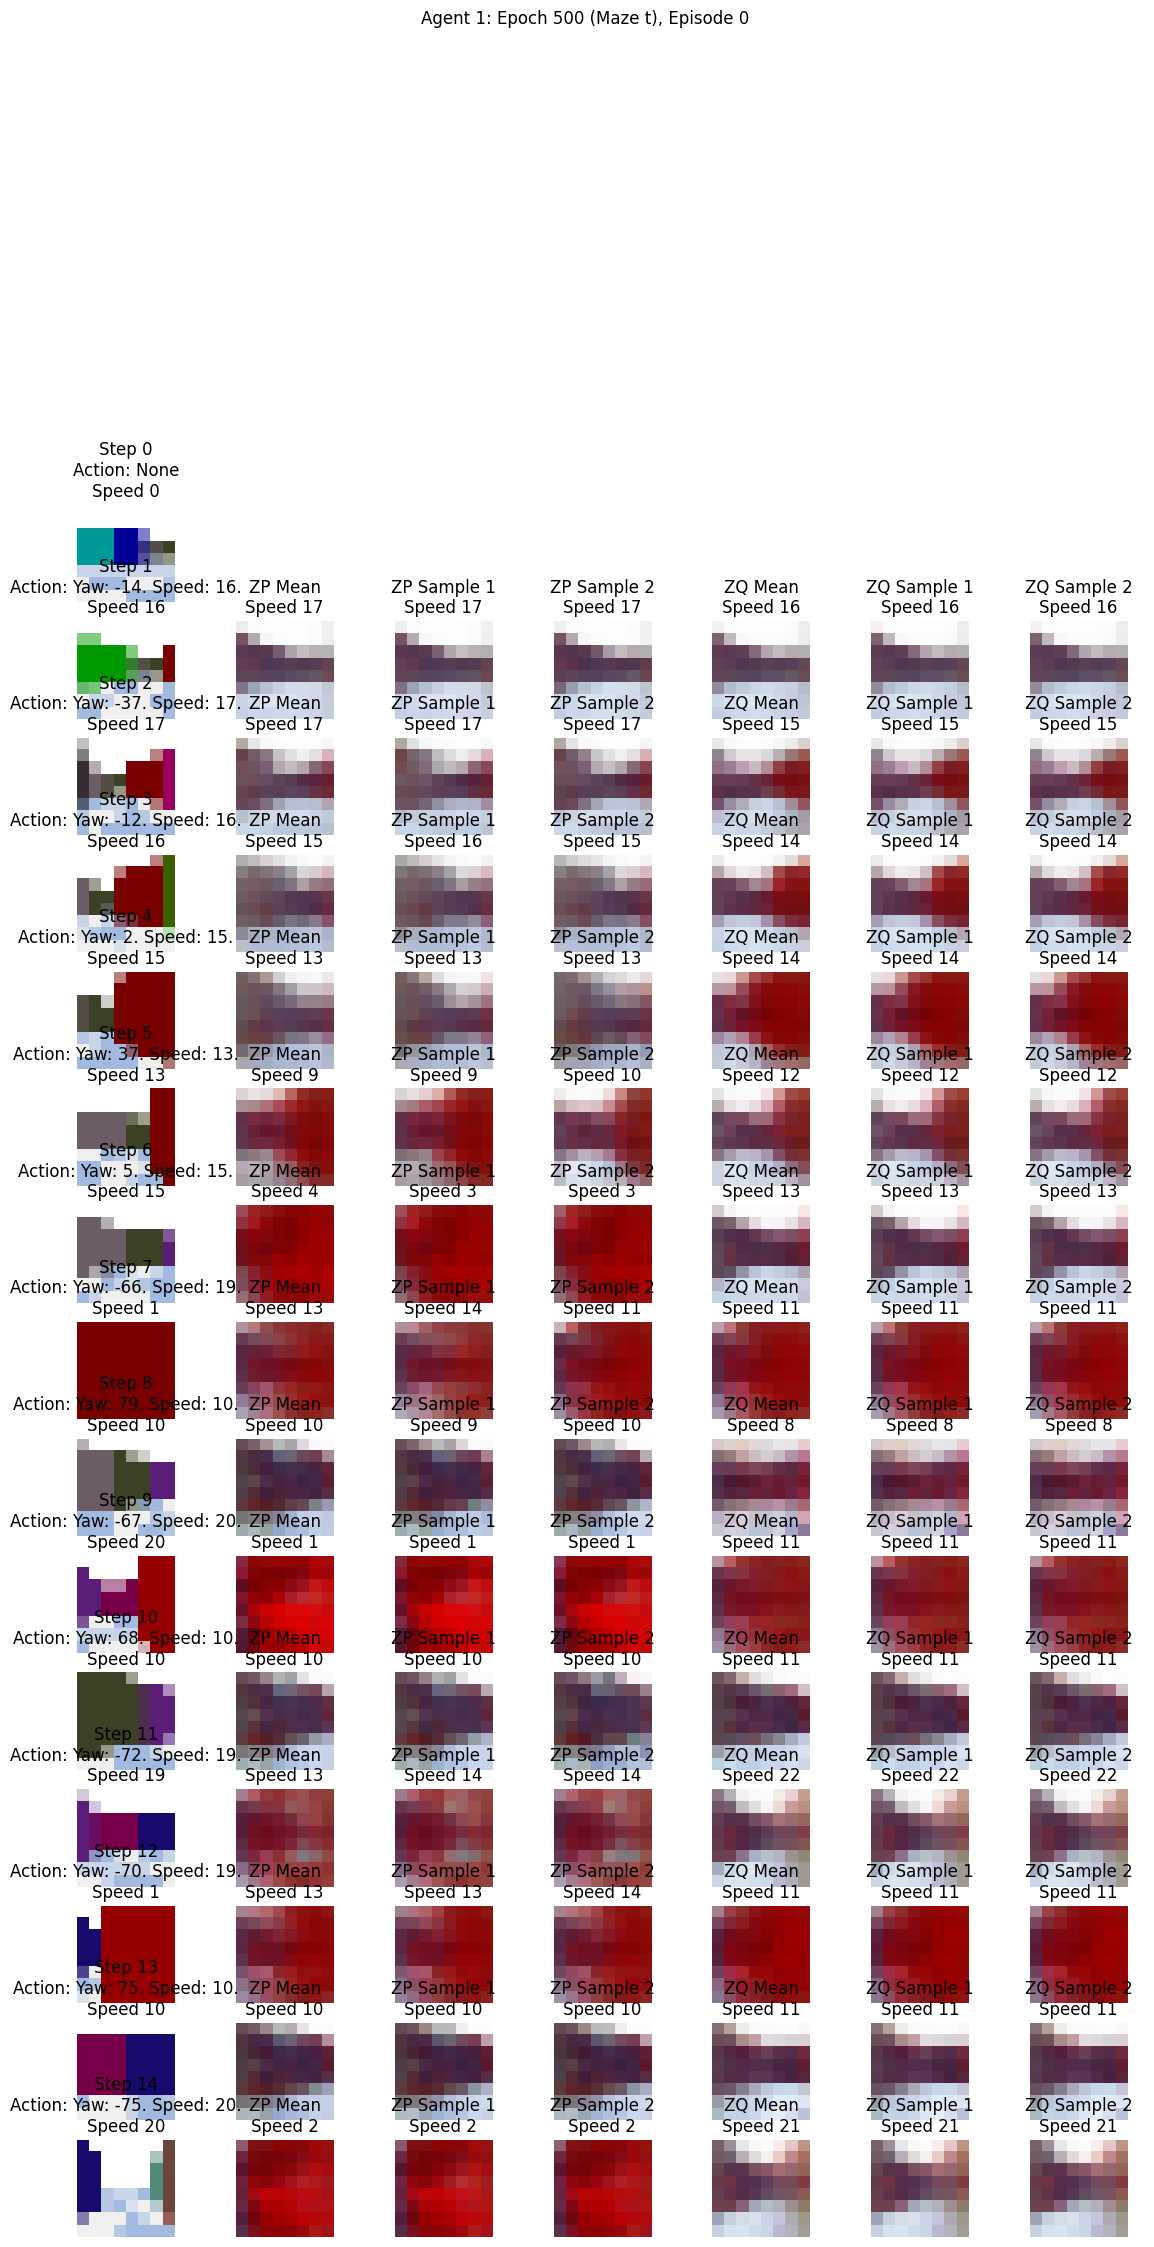 Agent 1: Epoch 500 (Maze t), Episode 0
Step 0
Action: None
Speed 0
Step 1
Action: Yaw: -14. Speed: 16. ZP Mean ZP Sample 1 ZP Sample 2 ZQ Mean ZQ Sample 1 ZQ Sample 2
Speed 16 Speed 17 Speed 17 Speed 17 Speed 16 Speed 16 Speed 16
Step 2
Action: Yaw: -37. Speed: 17. ZP Mean ZP Sample 1 ZP Sample 2 ZQ Mean ZQ Sample 1 ZQ Sample 2
Speed 17 Speed 17 Speed 17 Speed 17 Speed 15 Speed 15 Speed 15
Step 3
Action: Yaw: -12. Speed: 16. ZP Mean ZP Sample 1 ZP Sample 2 ZQ Mean ZQ Sample 1 ZQ Sample 2
Speed 16 Speed 15 Speed 16 Speed 15 Speed 14 Speed 14 Speed 14
Step 4
Action: Yaw: 2. Speed: 15. ZP Mean ZP Sample 1 ZP Sample 2 ZQ Mean ZQ Sample 1 ZQ Sample 2
Speed 15 Speed 13 Speed 13 Speed 13 Speed 14 Speed 14 Speed 14
Step 5
Action: Yaw: 37. Speed: 13. ZP Mean ZP Sample 1 ZP Sample 2 ZQ Mean ZQ Sample 1 ZQ Sample 2
Speed 13 Speed 9 Speed 9 Speed 10 Speed 12 Speed 12 Speed 12
Step 6
Action: Yaw: 5. Speed: 15. ZP Mean ZP Sample 1 ZP Sample 2 ZQ Mean ZQ Sample 1 ZQ Sample 2
Speed 15 Speed 4 Speed 3 Speed 3 Speed 13 Speed 13 Speed 13
Step 7
Action: Yaw: -66. Speed: 19. ZP Mean ZP Sample 1 ZP Sample 2 ZQ Mean ZQ Sample 1 ZQ Sample 2
Speed 1 Speed 13 Speed 14 Speed 11 Speed 11 Speed 11 Speed 11
Step 8
Action: Yaw: 79. Speed: 10. ZP Mean ZP Sample 1 ZP Sample 2 ZQ Mean ZQ Sample 1 ZQ Sample 2
Speed 10 Speed 10 Speed 9 Speed 10 Speed 8 Speed 8 Speed 8
Step 9
Action: Yaw: -67. Speed: 20. ZP Mean ZP Sample 1 ZP Sample 2 ZQ Mean ZQ Sample 1 ZQ Sample 2
Speed 20 Speed 1 Speed 1 Speed 1 Speed 11 Speed 11 Speed 11
Step 10
Action: Yaw: 68. Speed: 10. ZP Mean ZP Sample 1 ZP Sample 2 ZQ Mean ZQ Sample 1 ZQ Sample 2
Speed 10 Speed 10 Speed 10 Speed 10 Speed 11 Speed 11 Speed 11
Step 11
Action: Yaw: -72. Speed: 19. ZP Mean ZP Sample 1 ZP Sample 2 ZQ Mean ZQ Sample 1 ZQ Sample 2
Speed 19 Speed 13 Speed 14 Speed 14 Speed 22 Speed 22 Speed 22
Step 12
Action: Yaw: -70. Speed: 19. ZP Mean ZP Sample 1 ZP Sample 2 ZQ Mean ZQ Sample 1 ZQ Sample 2
Speed 1 Speed 13 Speed 13 Speed 14 Speed 11 Speed 11 Speed 11
Step 13
Action: Yaw: 75. Speed: 10. ZP Mean ZP Sample 1 ZP Sample 2 ZQ Mean ZQ Sample 1 ZQ Sample 2
Speed 10 Speed 10 Speed 10 Speed 10 Speed 11 Speed 11 Speed 11
Step 14
Action: Yaw: -75. Speed: 20. ZP Mean ZP Sample 1 ZP Sample 2 ZQ Mean ZQ Sample 1 ZQ Sample 2
Speed 20 Speed 2 Speed 2 Speed 2 Speed 21 Speed 21 Speed 21